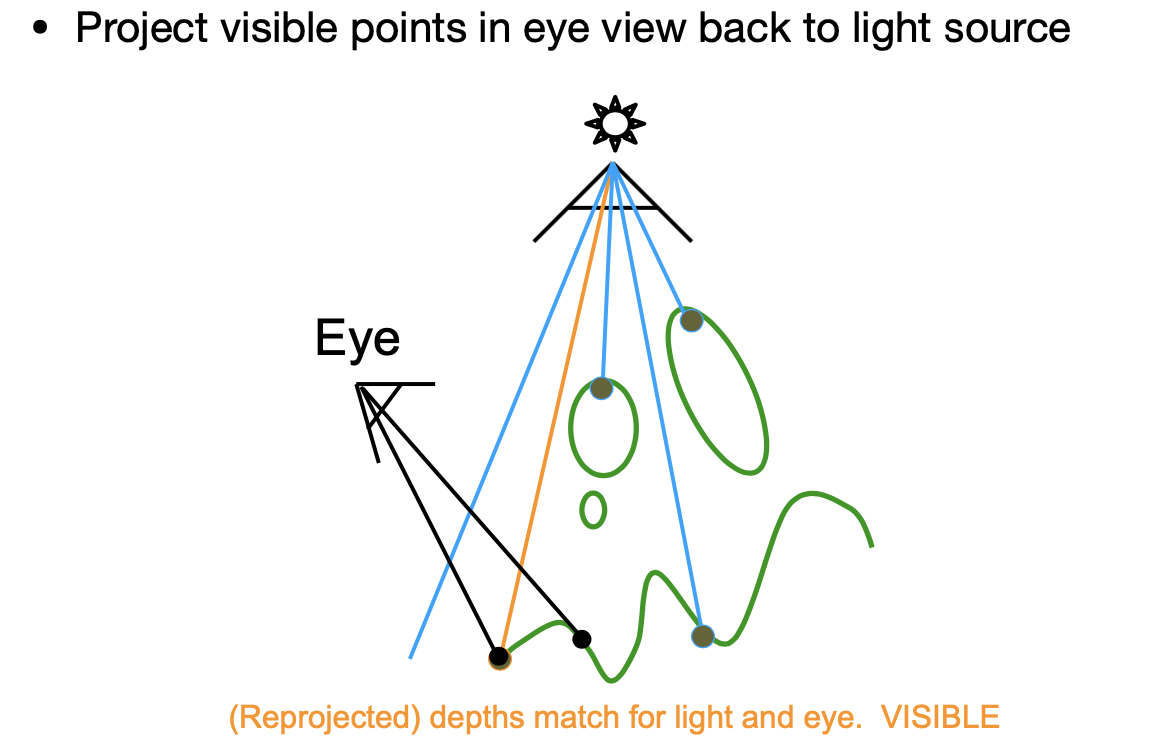 • Project visible points in eye view back to light source
Eye
(Reprojected) depths match for light and eye.  VISIBLE